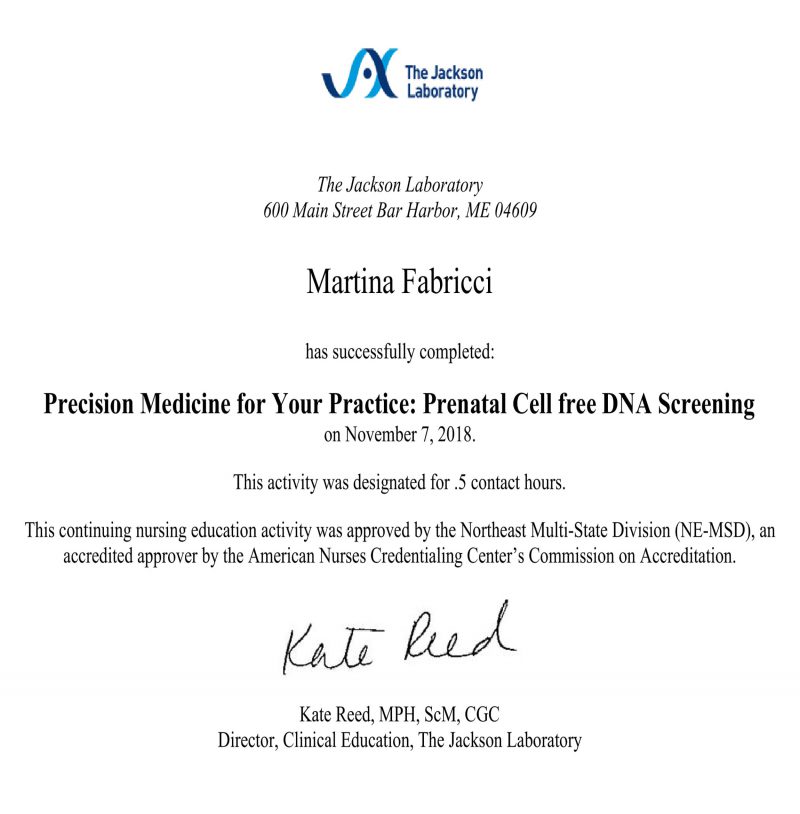 The Jackson
Laboratory
The Jackson Laboratory
600 Main Street Bar Harbor, ME 04609
Martina Fabricci
has successfully completed:
Precision Medicine for Your Practice: Prenatal Cell free DNA Screening
on November 7, 2018.
This activity was designated for .5 contact hours.
This continuing nursing education activity was approved by the Northeast Multi-State Division (NE-MSD), an
accredited approver by the American Nurses Credentialing Center’s Commission on Accreditation.
Kate Reed
Kate Reed, MPH, ScM, CGC
Director, Clinical Education, The Jackson Laboratory